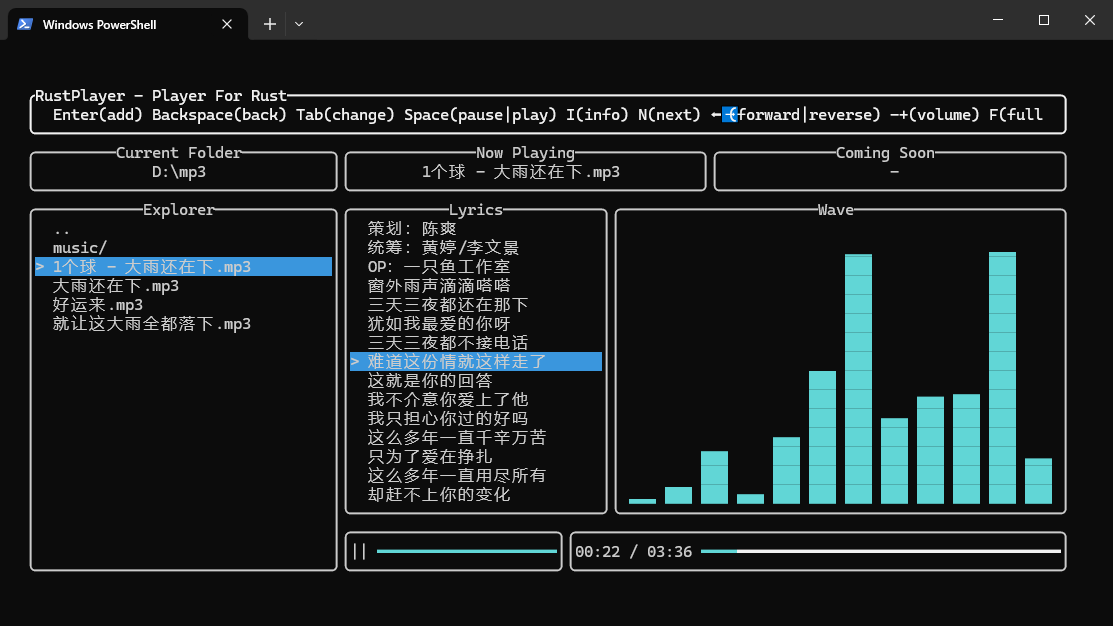 Windows PowerShell
RustPlayer - Player For Rust
Enter(add) Backspace(back) Tab(change) Space(pause|play) I(info) N(next) ←→(forward|reverse) -+(volume) F(full
Current Folder
D:\mp3
Now Playing
1个球 - 大雨还在下.mp3
Coming Soon
-
Explorer
..
music/
> 1个球 - 大雨还在下.mp3
大雨还在下.mp3
好运来.mp3
就让这大雨全都落下.mp3
Lyrics
策划: 陈爽
统筹: 黄婷/李文景
OP: 一只鱼工作室
窗外雨声滴滴嗒嗒
三天三夜都还在那下
犹如我最爱的你呀
三天三夜都不接电话
> 难道这份情就这样走了
这就是你的回答
我不介意你爱上了他
我只担心你过的好吗
这么多年一直千辛万苦
只为了爱在挣扎
这么多年一直用尽所有
却赶不上你的变化
Wave
||
00:22 / 03:36